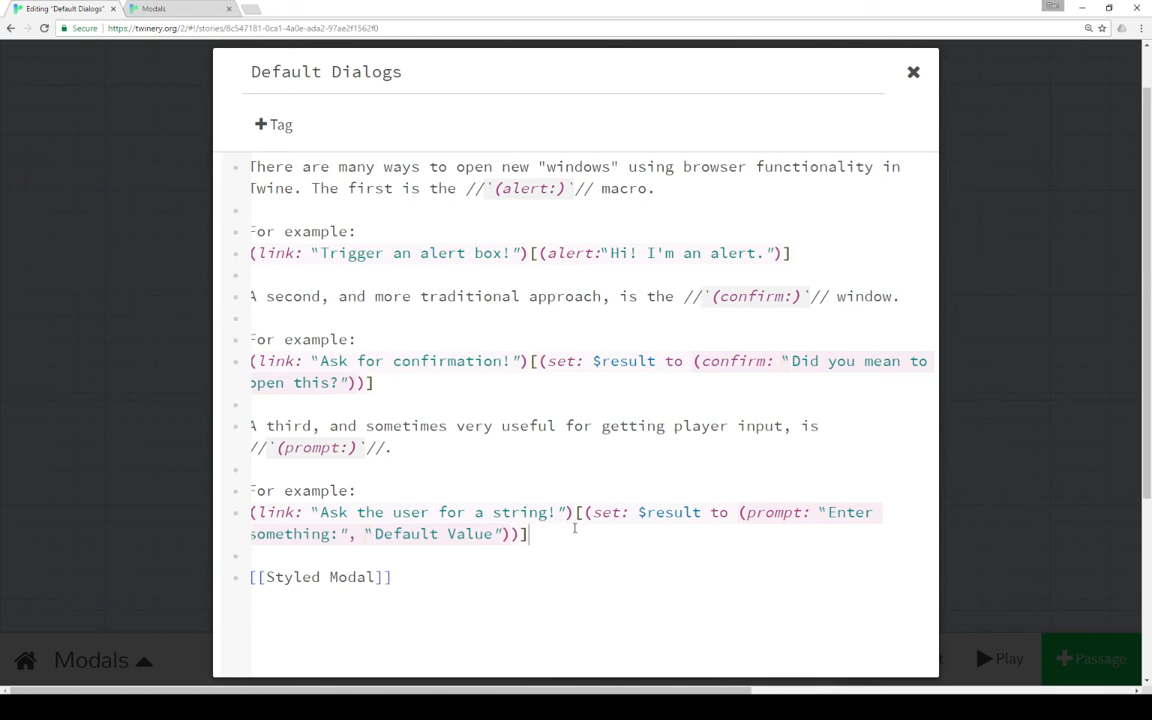 Editing "Default Dialogs"
Modals
Secure
https://twinery.org/2/#!/stories/8c547181-0ca1-4a0e-ada2-97ae2f1562f0
Default Dialogs
Tag
There are many ways to open new "windows" using browser functionality in
Twine. The first is the //`(alert:)`// macro.
For example:
(link: "Trigger an alert box!")[(alert:"Hi! I'm an alert.")]
A second, and more traditional approach, is the //`(confirm:)`// window.
For example:
(link: "Ask for confirmation!")[(set: $result to (confirm: "Did you mean to
open this?"))]
A third, and sometimes very useful for getting player input, is
//`(prompt:)`//.
For example:
(link: "Ask the user for a string!")[(set: $result to (prompt: "Enter
something:", "Default Value"))]
[[Styled Modal]]
Modals
Play
Passage